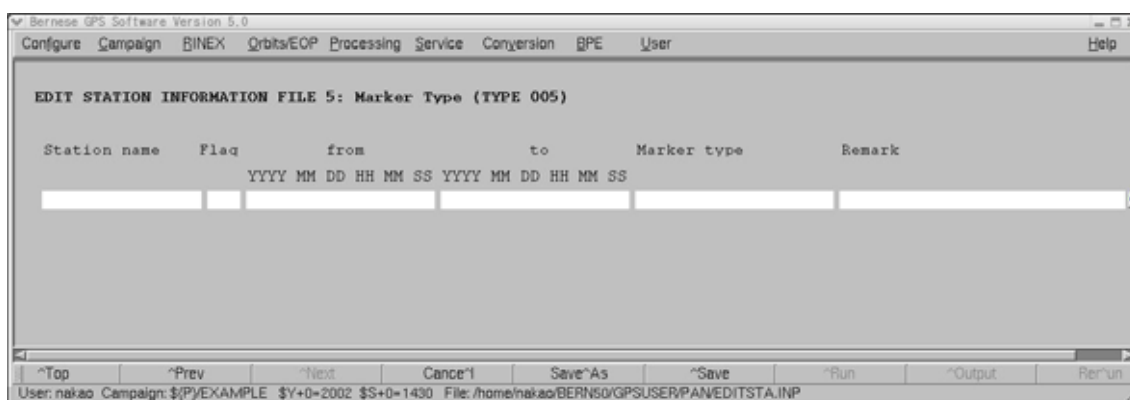 Bernese GPS Software Version 5.0
Configure Campaign RINEX Orbits/EOP Processing Service Conversion BPE User Help
EDIT STATION INFORMATION FILE 5: Marker Type (TYPE 005)
Station name Flag from to Marker type Remark
YYYY MM DD HH MM SS YYYY MM DD HH MM SS
^Top ^Prev ^Next Cance^l Save^As ^Save ^Run ^Output Rer^un
User: nakao Campaign: ${P}/EXAMPLE $Y+0=2002 $S+0=1430 File: /home/nakao/BERN50/GPSUSER/PAN/EDITSTA.INP